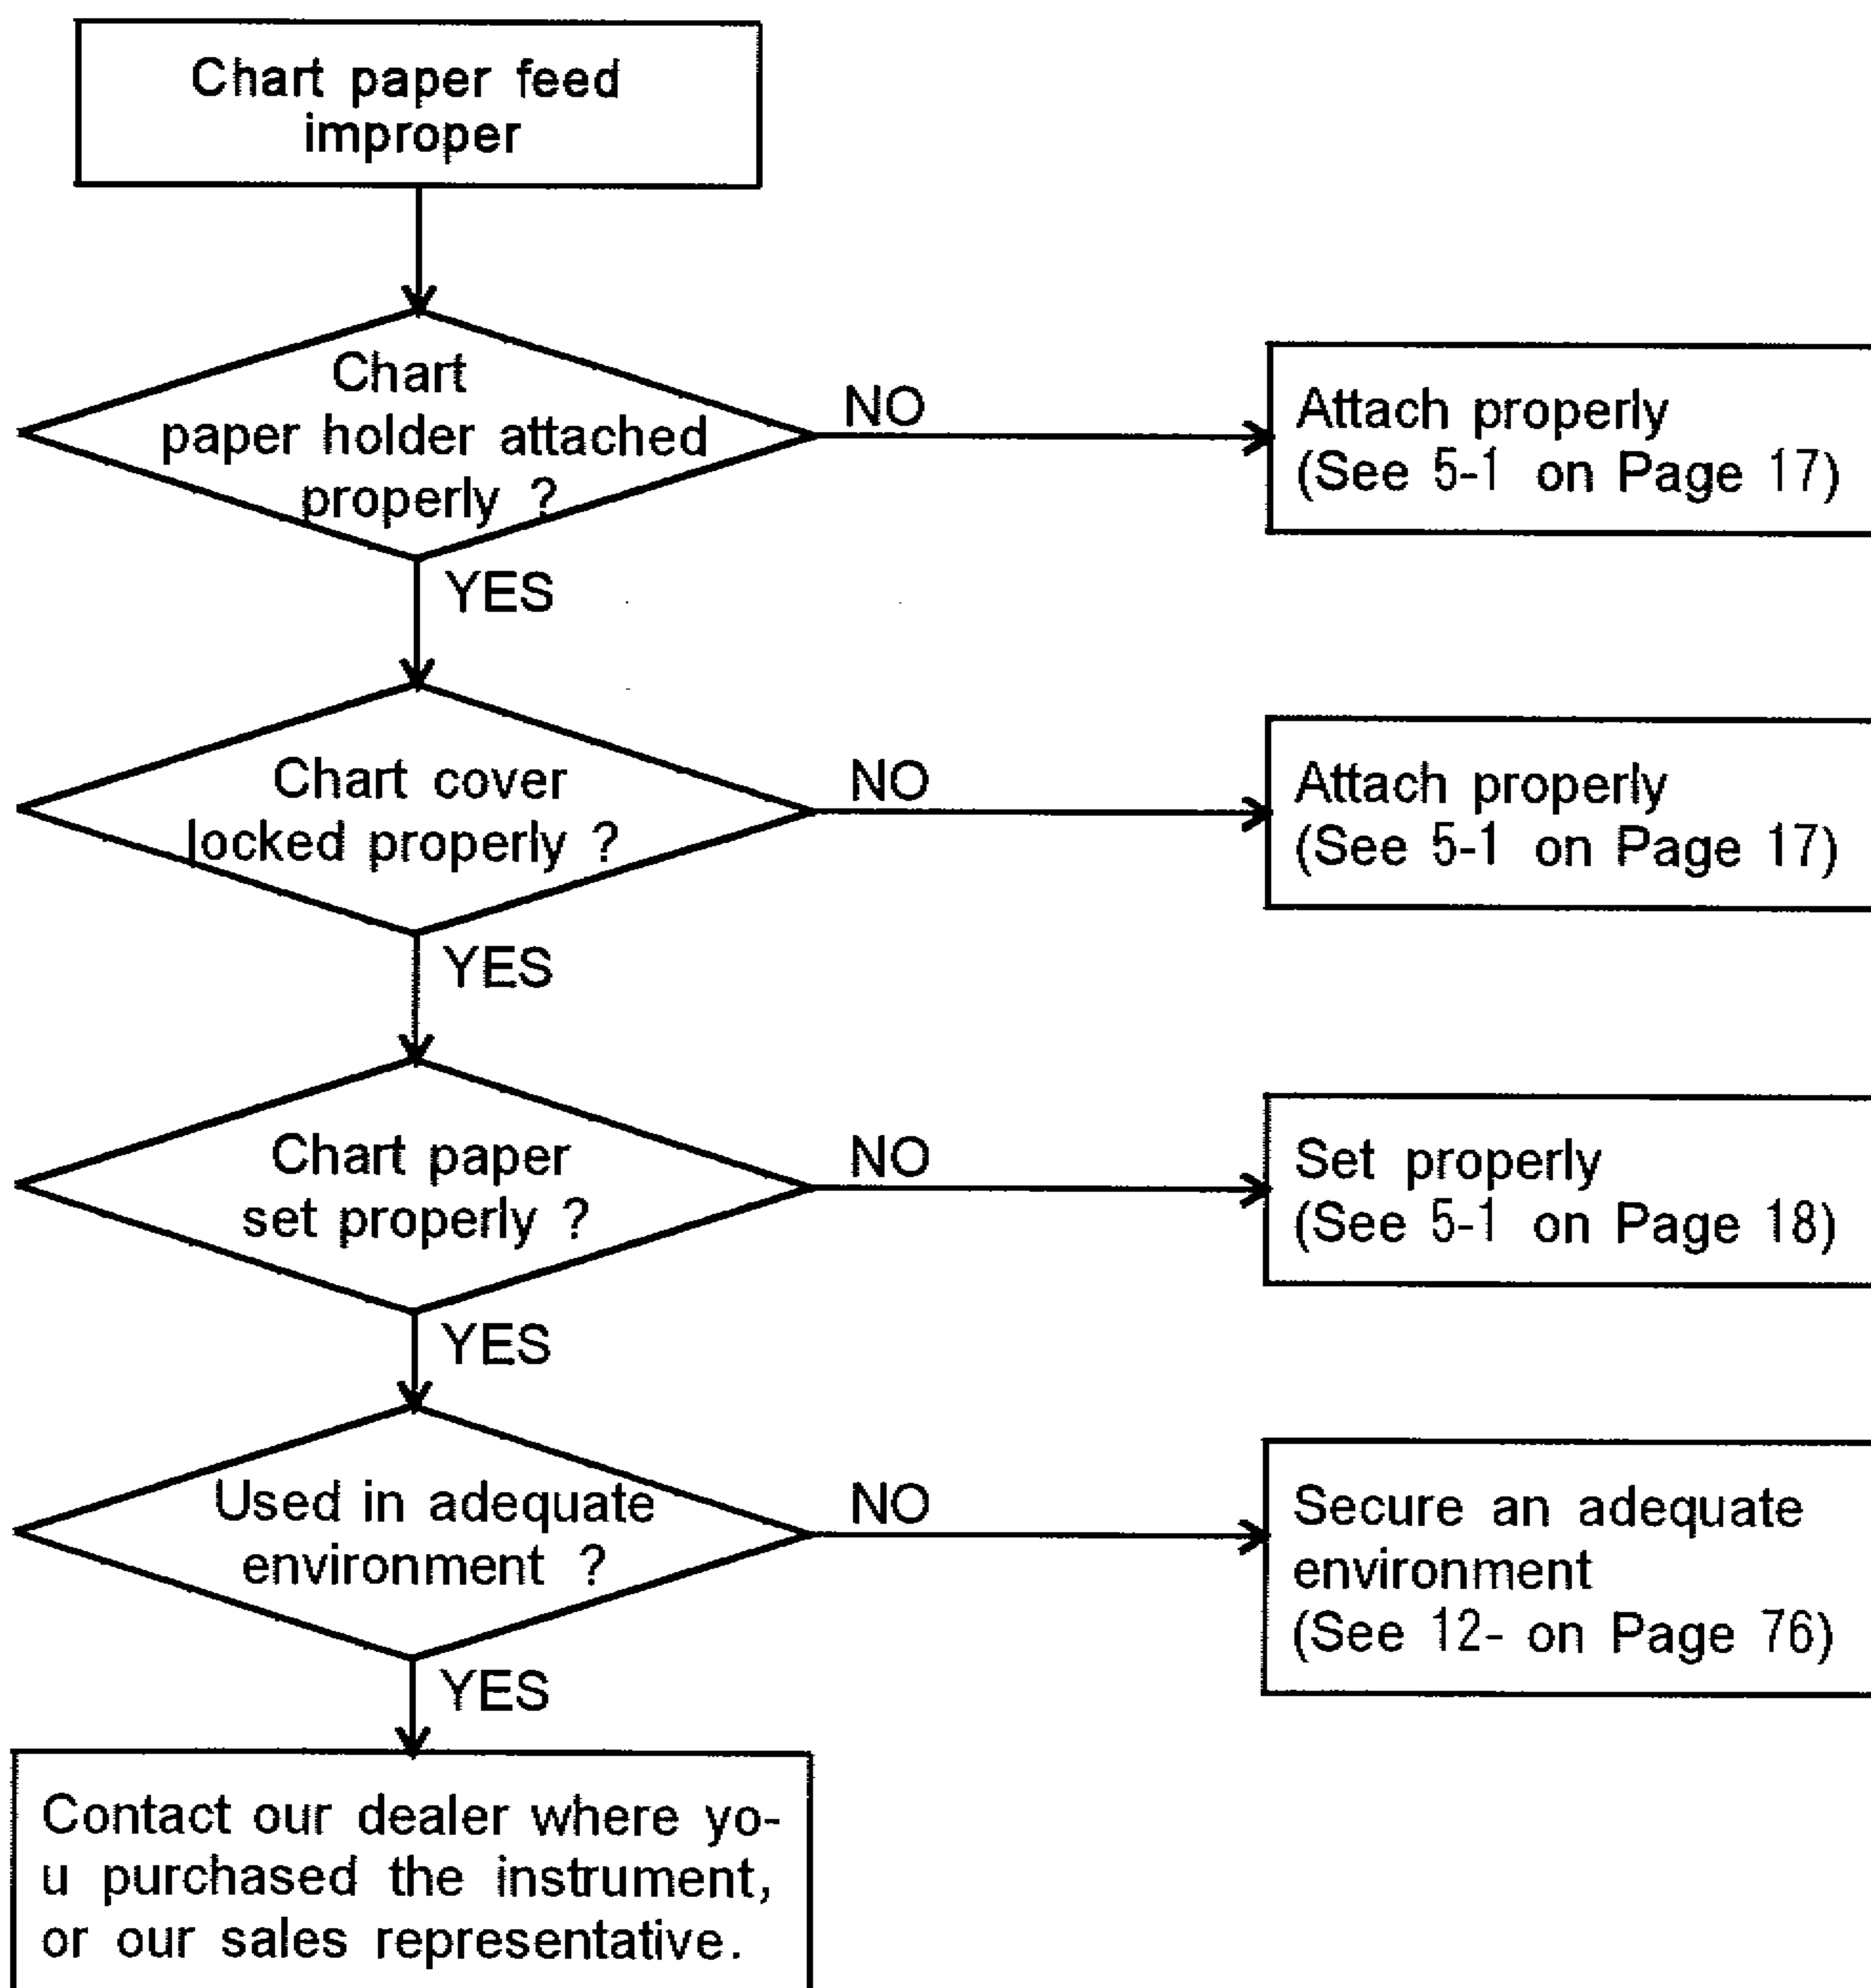 Chart paper feed
improper
Chart
paper holder attached
properly ?
NO
Attach properly
(See 5-1 on Page 17)
YES
Chart cover
locked properly ?
NO
Attach properly
(See 5-1 on Page 17)
YES
Chart paper
set properly ?
NO
Set properly
(See 5-1 on Page 18)
YES
Used in adequate
environment ?
NO
Secure an adequate
environment
(See 12- on Page 76)
YES
Contact our dealer where yo-
u purchased the instrument,
or our sales representative.